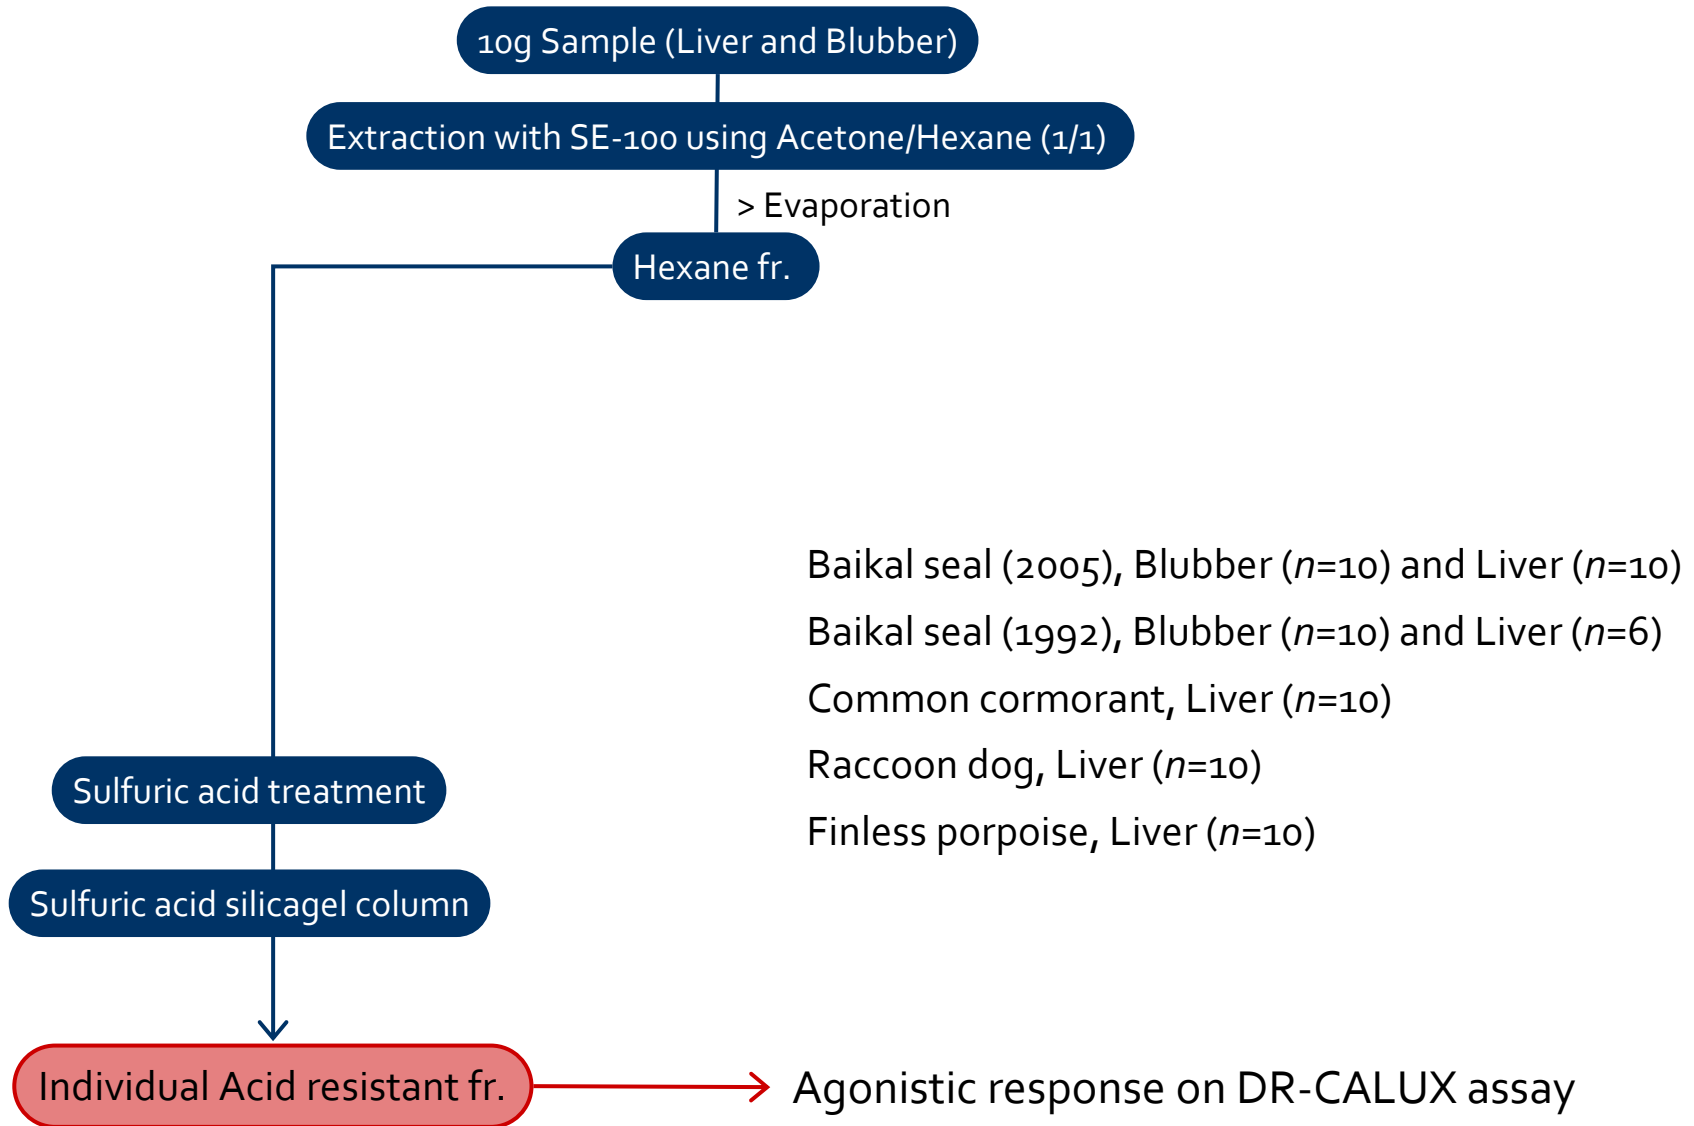 10g Sample (Liver and Blubber)
Extraction with SE-100 using Acetone/Hexane (1/1)
> Evaporation
Hexane fr.
Baikal seal (2005), Blubber (n=10) and Liver (n=10)
Baikal seal (1992), Blubber (n=10) and Liver (n=6)
Common cormorant, Liver (n=10)
Raccoon dog, Liver (n=10)
Finless porpoise, Liver (n=10)
Sulfuric acid treatment
Sulfuric acid silicagel column
Individual Acid resistant fr.
Agonistic response on DR-CALUX assay